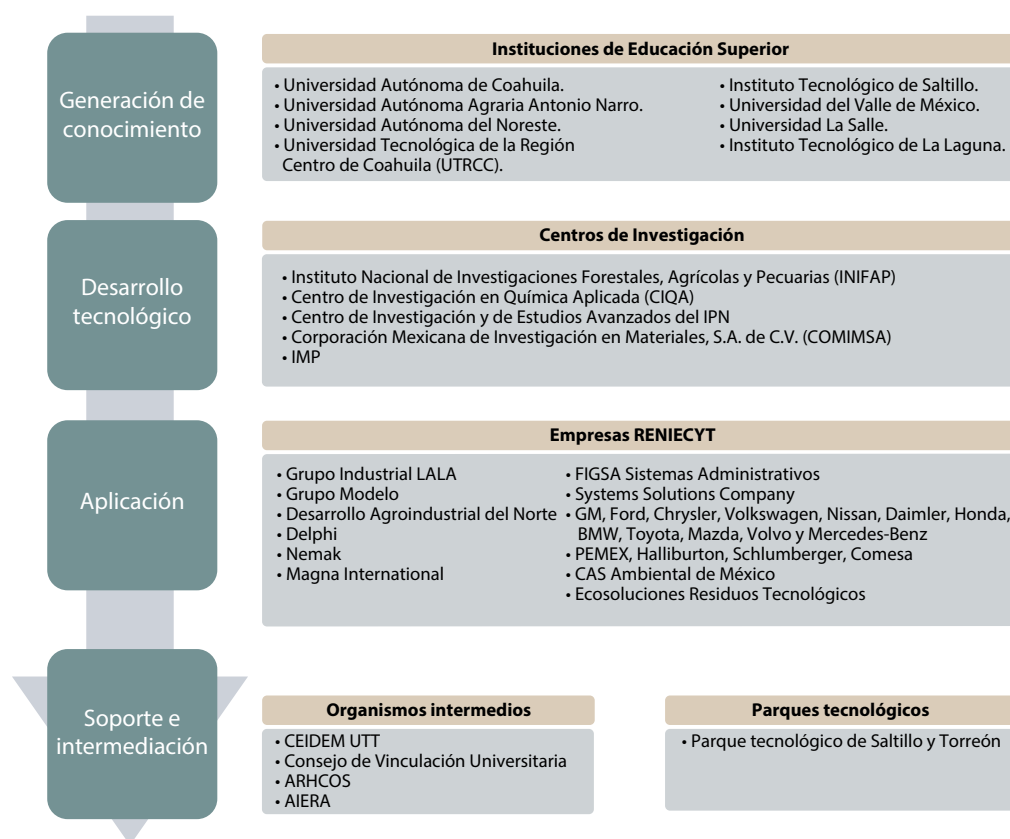 Generación de
conocimiento
Instituciones de Educación Superior
• Universidad Autónoma de Coahuila.
• Universidad Autónoma Agraria Antonio Narro.
• Universidad Autónoma del Noreste.
• Universidad Tecnológica de la Región
Centro de Coahuila (UTRCC).
• Instituto Tecnológico de Saltillo.
• Universidad del Valle de México.
• Universidad La Salle.
• Instituto Tecnológico de La Laguna.
Desarrollo
tecnológico
Centros de Investigación
• Instituto Nacional de Investigaciones Forestales, Agrícolas y Pecuarias (INIFAP)
• Centro de Investigación en Química Aplicada (CIQA)
• Centro de Investigación y de Estudios Avanzados del IPN
• Corporación Mexicana de Investigación en Materiales, S.A. de C.V. (COMIMSA)
• IMP
Aplicación
Empresas RENIECYT
• Grupo Industrial LALA
• Grupo Modelo
• Desarrollo Agroindustrial del Norte
• Delphi
• Nemak
• Magna International
• FIGSA Sistemas Administrativos
• Systems Solutions Company
• GM, Ford, Chrysler, Volkswagen, Nissan, Daimler, Honda,
BMW, Toyota, Mazda, Volvo y Mercedes-Benz
• PEMEX, Halliburton, Schlumberger, Comesa
• CAS Ambiental de México
• Ecosoluciones Residuos Tecnológicos
Soporte e
intermediación
Organismos intermedios
• CEIDEM UTT
• Consejo de Vinculación Universitaria
• ARHCOS
• AIERA
Parques tecnológicos
• Parque tecnológico de Saltillo y Torreón